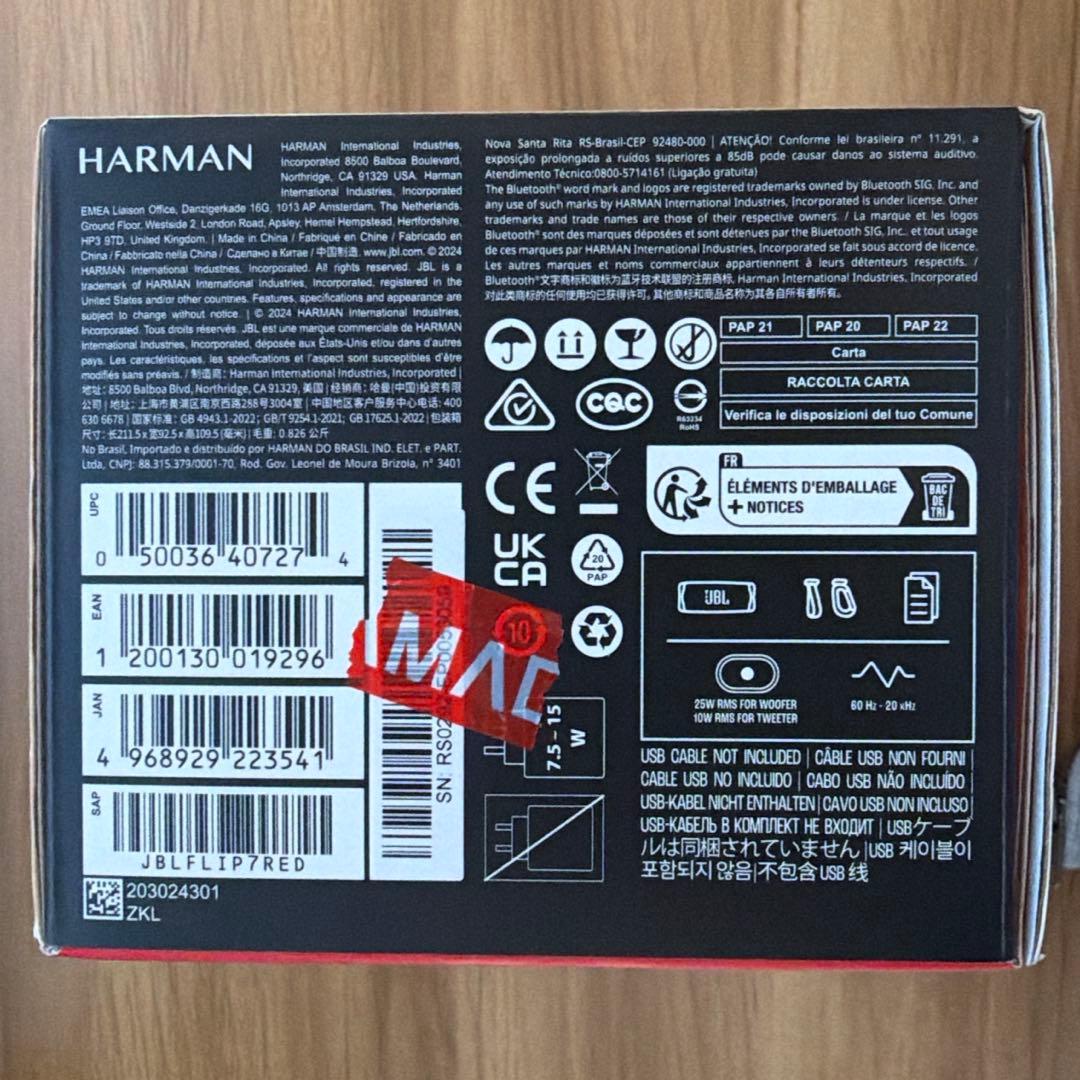 HARMAN
HARMAN International Industries,
Incorporated 8500 Balboa Boulevard,
Northridge, CA 91329 USA. Harman
International Industries, Incorporated
EMEA Liaison Office, Danzigerkade 16G, 1013 AP Amsterdam, The Netherlands.
Ground Floor, Westside 2, London Road, Apsley, Hemel Hempstead, Hertfordshire,
HP3 9TD, United Kingdom. | Made in China / Fabriqué en Chine / Fabricado en
China / Fabbricato nella China / Сделано в Китае / 中国制造. www.jbl.com. © 2024
HARMAN International Industries, Incorporated. All rights reserved. JBL is a
trademark of HARMAN International Industries, Incorporated, registered in the
United States and/or other countries. Features, specifications and appearance are
subject to change without notice. | © 2024 HARMAN International Industries,
Incorporated. Tous droits réservés. JBL est une marque commerciale de HARMAN
International Industries, Incorporated, déposée aux États-Unis et/ou dans d'autres
pays. Les caractéristiques, les spécifications et l'aspect sont susceptibles d'être
modifiés sans préavis. / 制造商: Harman International Industries, Incorporated |
地址: 8500 Balboa Blvd, Northridge, CA 91329, 美国 | 经销商: 哈曼(中国)投资有限
公司 | 地址: 上海市黄浦区南京西路288号3004室 | 中国地区客户服务中心电话: 400
630 6678 | 国家标准: GB 4943.1-2022; GB/T 9254.1-2021; GB 17625.1-2022 | 包装箱
尺寸: 长211.5 x 宽92.5 x 高109.5 (毫米) | 毛重: 0.826 公斤
No Brasil, Importado e distribuído por HARMAN DO BRASIL IND. ELET. e PART.
Ltda, CNPJ: 88.315.379/0001-70, Rod. Gov. Leonel de Moura Brizola, n° 3401
Nova Santa Rita RS-Brasil-CEP 92480-000 | ATENÇÃO! Conforme lei brasileira n° 11.291, a
exposição prolongada a ruídos superiores a 85dB pode causar danos ao sistema auditivo.
Atendimento Técnico:0800-5714161 (Ligação gratuita)
The Bluetooth® word mark and logos are registered trademarks owned by Bluetooth SIG, Inc. and
any use of such marks by HARMAN International Industries, Incorporated is under license. Other
trademarks and trade names are those of their respective owners. / La marque et les logos
Bluetooth® sont des marques déposées et sont détenues par the Bluetooth SIG, Inc., et tout usage
de ces marques par HARMAN International Industries, Incorporated se fait sous accord de licence.
Les autres marques et noms commerciaux appartiennent à leurs détenteurs respectifs. /
Bluetooth®文字商标和徽标为蓝牙技术联盟的注册商标, Harman International Industries, Incorporated
对此类商标的任何使用均已获得许可, 其他商标和商品名称为其各自所有者所有。
PAP 21
PAP 20
PAP 22
Carta
RACCOLTA CARTA
Verifica le disposizioni del tuo Comune
CQC
R63234
RoHS
CE
FR
ÉLÉMENTS D'EMBALLAGE
+ NOTICES
BAC
DE
TRI
UK
CA
20
PAP
10
UPC
0 50036 40727 4
EAN
1 200130 019296
JAN
4 968929 223541
SAP
JBLFLIP7RED
203024301
ZKL
MAC
7.5 – 15
W
JBL
25W RMS FOR WOOFER
10W RMS FOR TWEETER
60 Hz - 20 kHz
USB CABLE NOT INCLUDED | CÂBLE USB NON FOURNI
CABLE USB NO INCLUIDO | CABO USB NÃO INCLUÍDO
USB-KABEL NICHT ENTHALTEN | CAVO USB NON INCLUSO
USB-КАБЕЛЬ В КОМПЛЕКТ НЕ ВХОДИТ | USBケーブ
ルは同梱されていません |USB 케이블이
포함되지 않음|不包含 USB 线